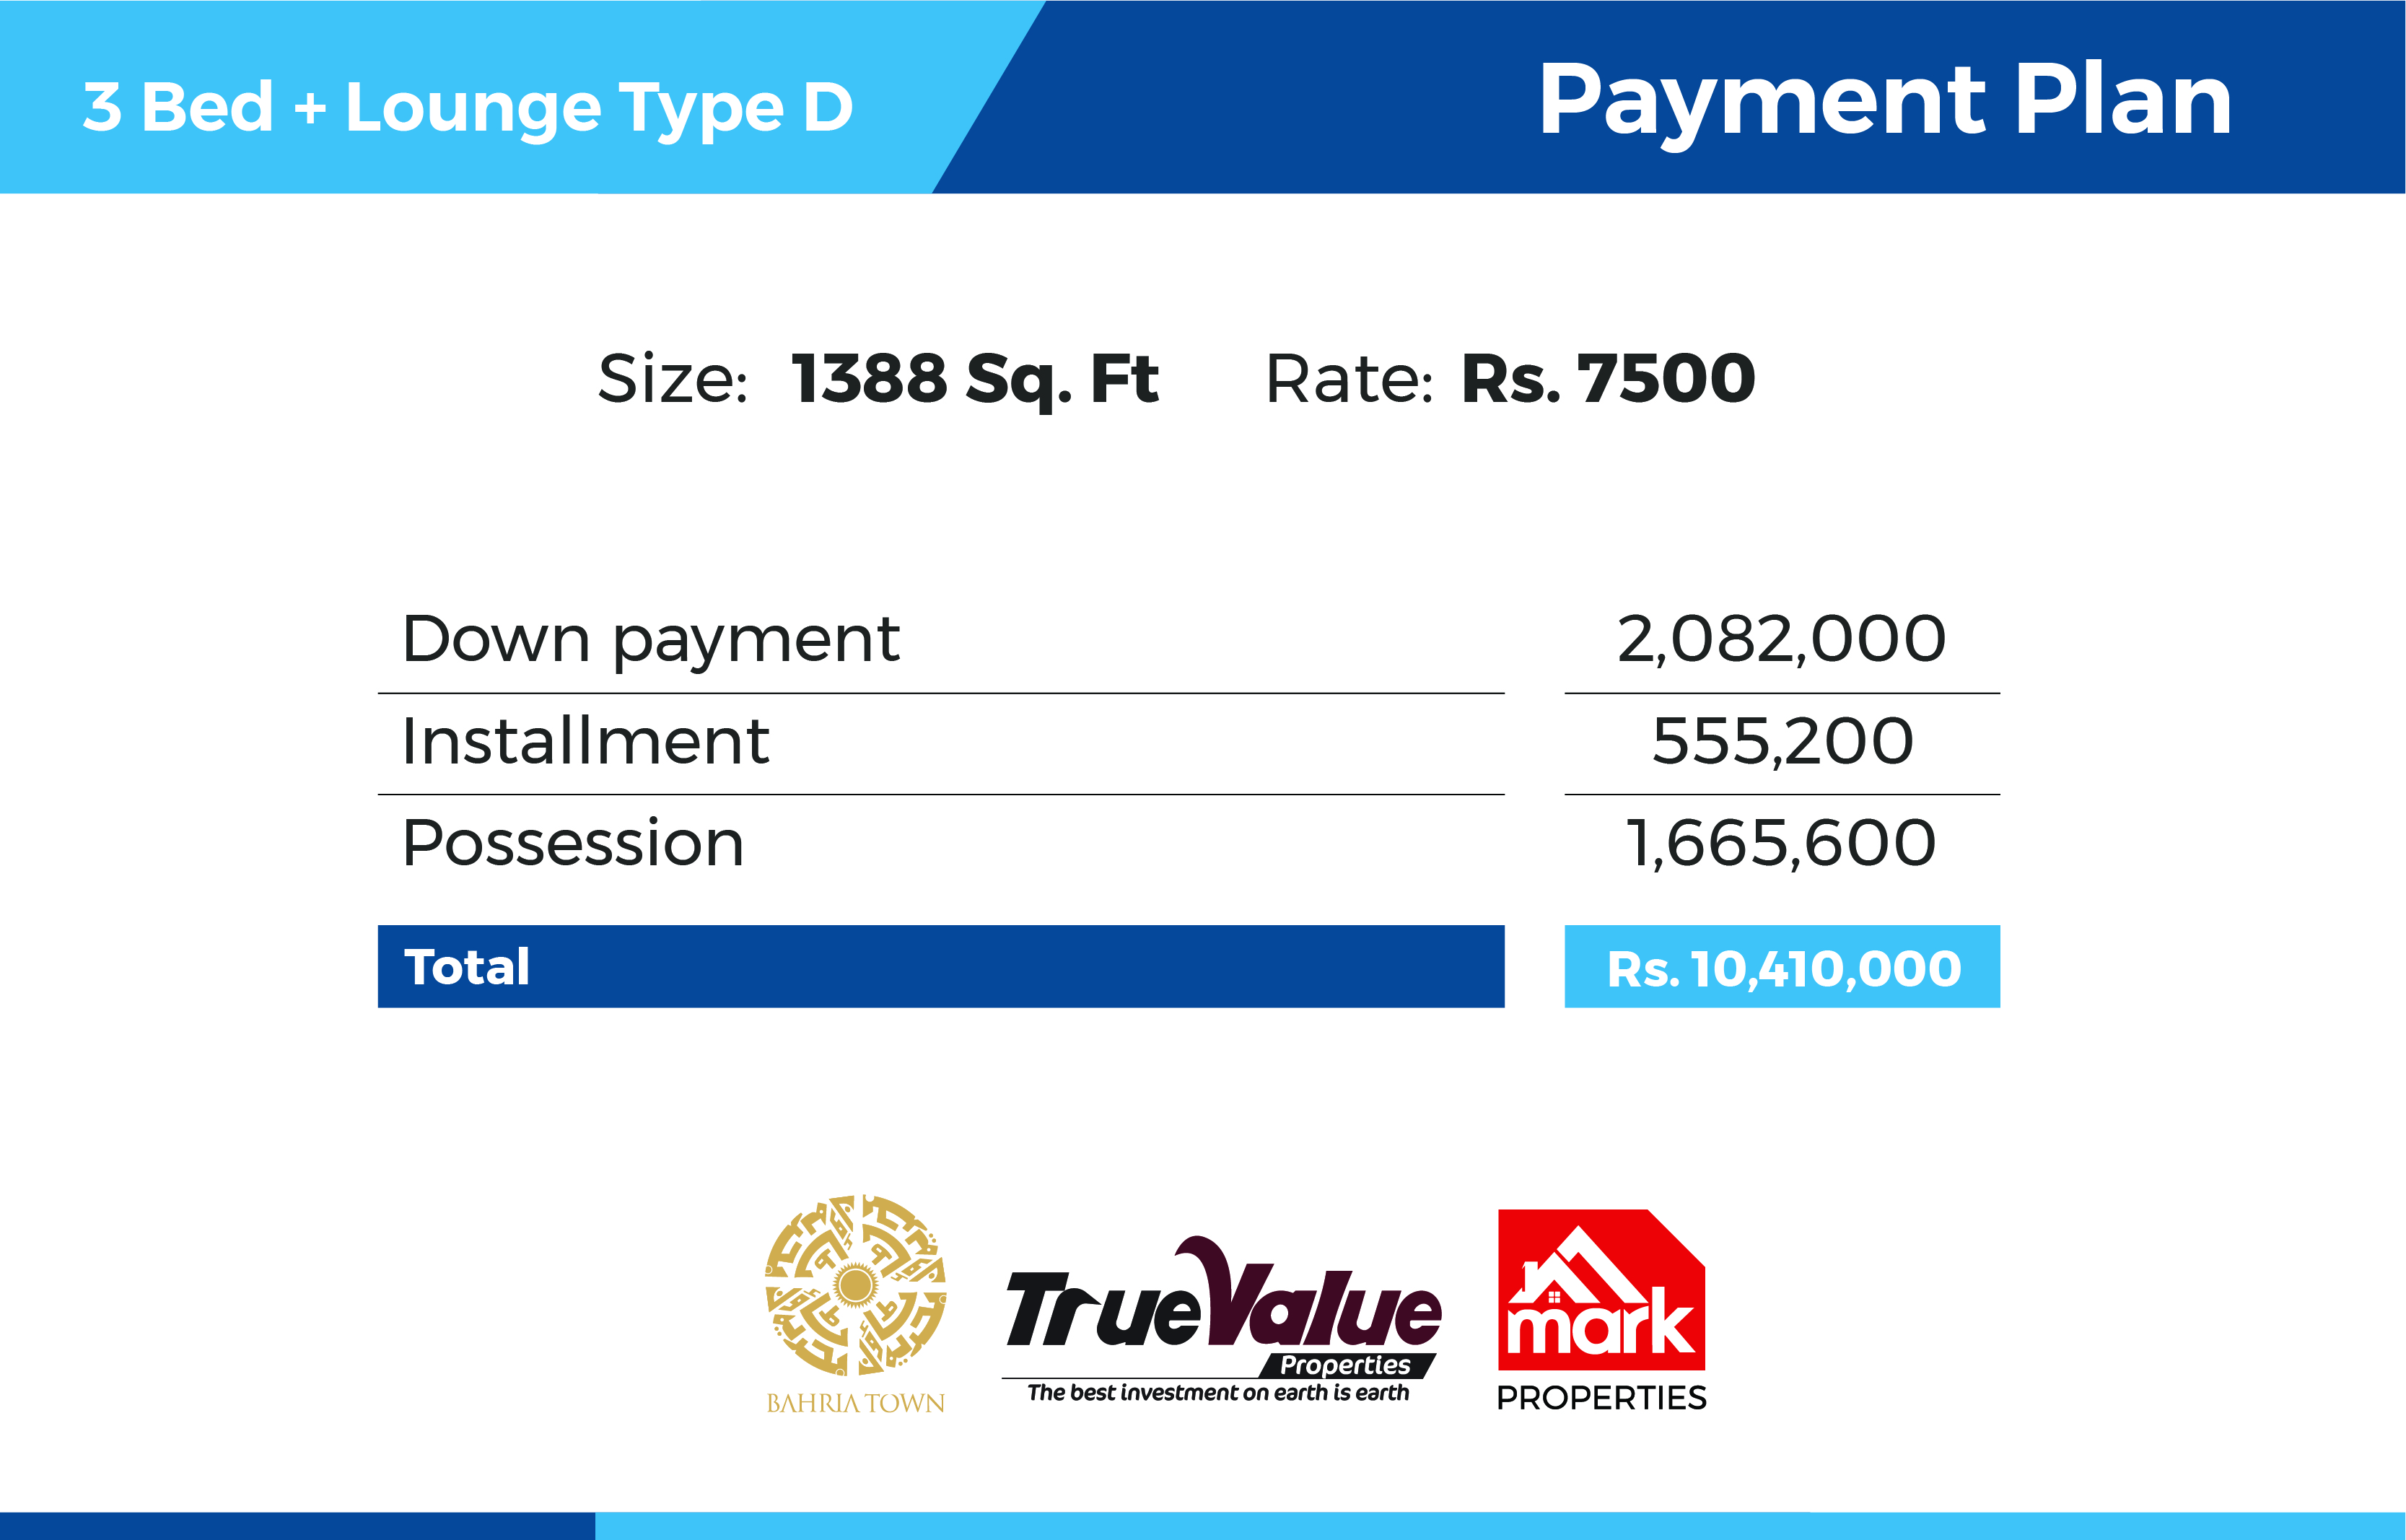 3 Bed + Lounge Type D
Payment Plan
Size: 1388 Sq. Ft Rate: Rs. 7500
Down payment 2,082,000
Installment 555,200
Possession 1,665,600
Total Rs. 10,410,000
BAHRIA TOWN
TrueValue
Properties
The best investment on earth is earth
mark
PROPERTIES